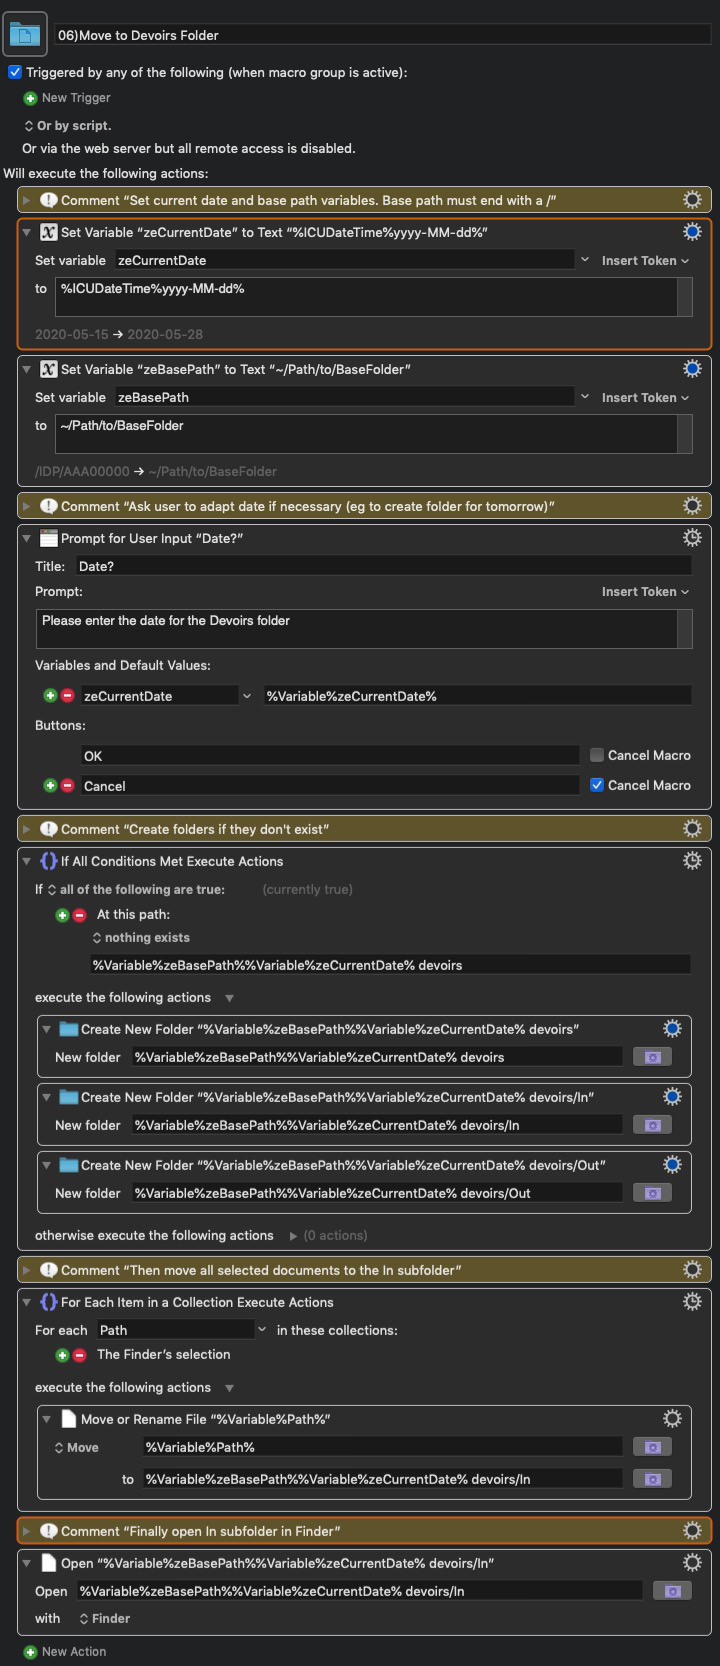 06)Move to Devoirs Folder
Triggered by any of the following (when macro group is active):
New Trigger
Or by script.
Or via the web server but all remote access is disabled.
Will execute the following actions:
Comment “Set current date and base path variables. Base path must end with a /”
Set Variable “zeCurrentDate” to Text “%ICUDateTime%yyyy-MM-dd%”
Set variable zeCurrentDate Insert Token
to %ICUDateTime%yyyy-MM-dd%
2020-05-15 → 2020-05-28
Set Variable “zeBasePath” to Text “~/Path/to/BaseFolder”
Set variable zeBasePath Insert Token
to ~/Path/to/BaseFolder
/IDP/AAA00000 → ~/Path/to/BaseFolder
Comment “Ask user to adapt date if necessary (eg to create folder for tomorrow)”
Prompt for User Input “Date?”
Title: Date?
Prompt: Insert Token
Please enter the date for the Devoirs folder
Variables and Default Values:
zeCurrentDate %Variable%zeCurrentDate%
Buttons:
OK Cancel Macro
Cancel Cancel Macro
Comment “Create folders if they don't exist”
If All Conditions Met Execute Actions
If all of the following are true: (currently true)
At this path:
nothing exists
%Variable%zeBasePath%%Variable%zeCurrentDate% devoirs
execute the following actions
Create New Folder “%Variable%zeBasePath%%Variable%zeCurrentDate% devoirs”
New folder %Variable%zeBasePath%%Variable%zeCurrentDate% devoirs
Create New Folder “%Variable%zeBasePath%%Variable%zeCurrentDate% devoirs/In”
New folder %Variable%zeBasePath%%Variable%zeCurrentDate% devoirs/In
Create New Folder “%Variable%zeBasePath%%Variable%zeCurrentDate% devoirs/Out”
New folder %Variable%zeBasePath%%Variable%zeCurrentDate% devoirs/Out
otherwise execute the following actions (0 actions)
Comment “Then move all selected documents to the In subfolder”
For Each Item in a Collection Execute Actions
For each Path in these collections:
The Finder’s selection
execute the following actions
Move or Rename File “%Variable%Path%”
Move %Variable%Path%
to %Variable%zeBasePath%%Variable%zeCurrentDate% devoirs/In
Comment “Finally open In subfolder in Finder”
Open “%Variable%zeBasePath%%Variable%zeCurrentDate% devoirs/In”
Open %Variable%zeBasePath%%Variable%zeCurrentDate% devoirs/In
with Finder
New Action